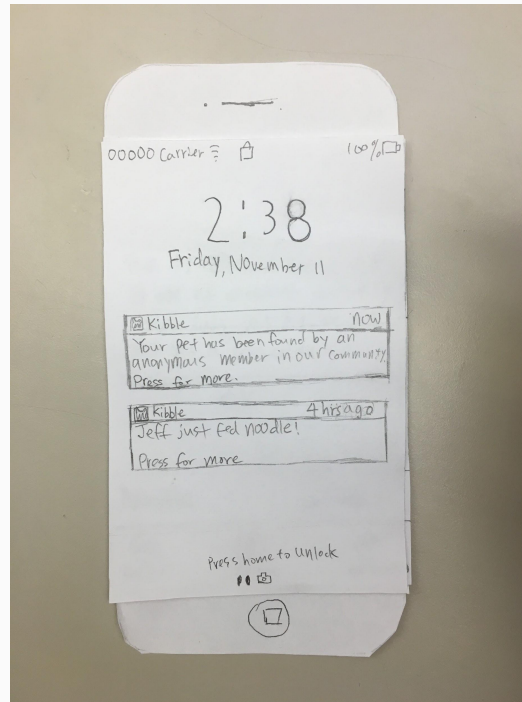 00000 Carrier 100%
2:38
Friday, November 11
Kibble now
Your pet has been found by an
anonymous member in our community.
Press for more.
Kibble 4 hrs ago
Jeff just fed noodle!
Press for more
Press home to Unlock